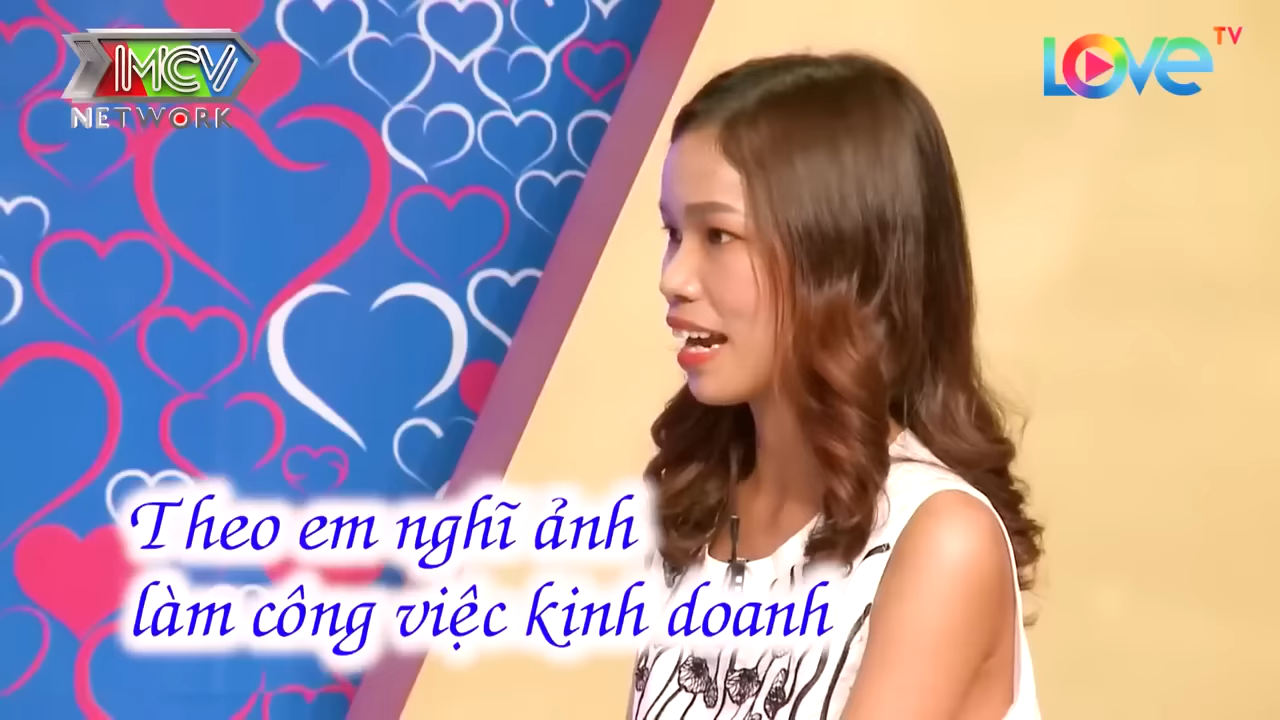 MCV
NETWORK
LOVE TV
Theo em nghĩ ảnh
làm công việc kinh doanh